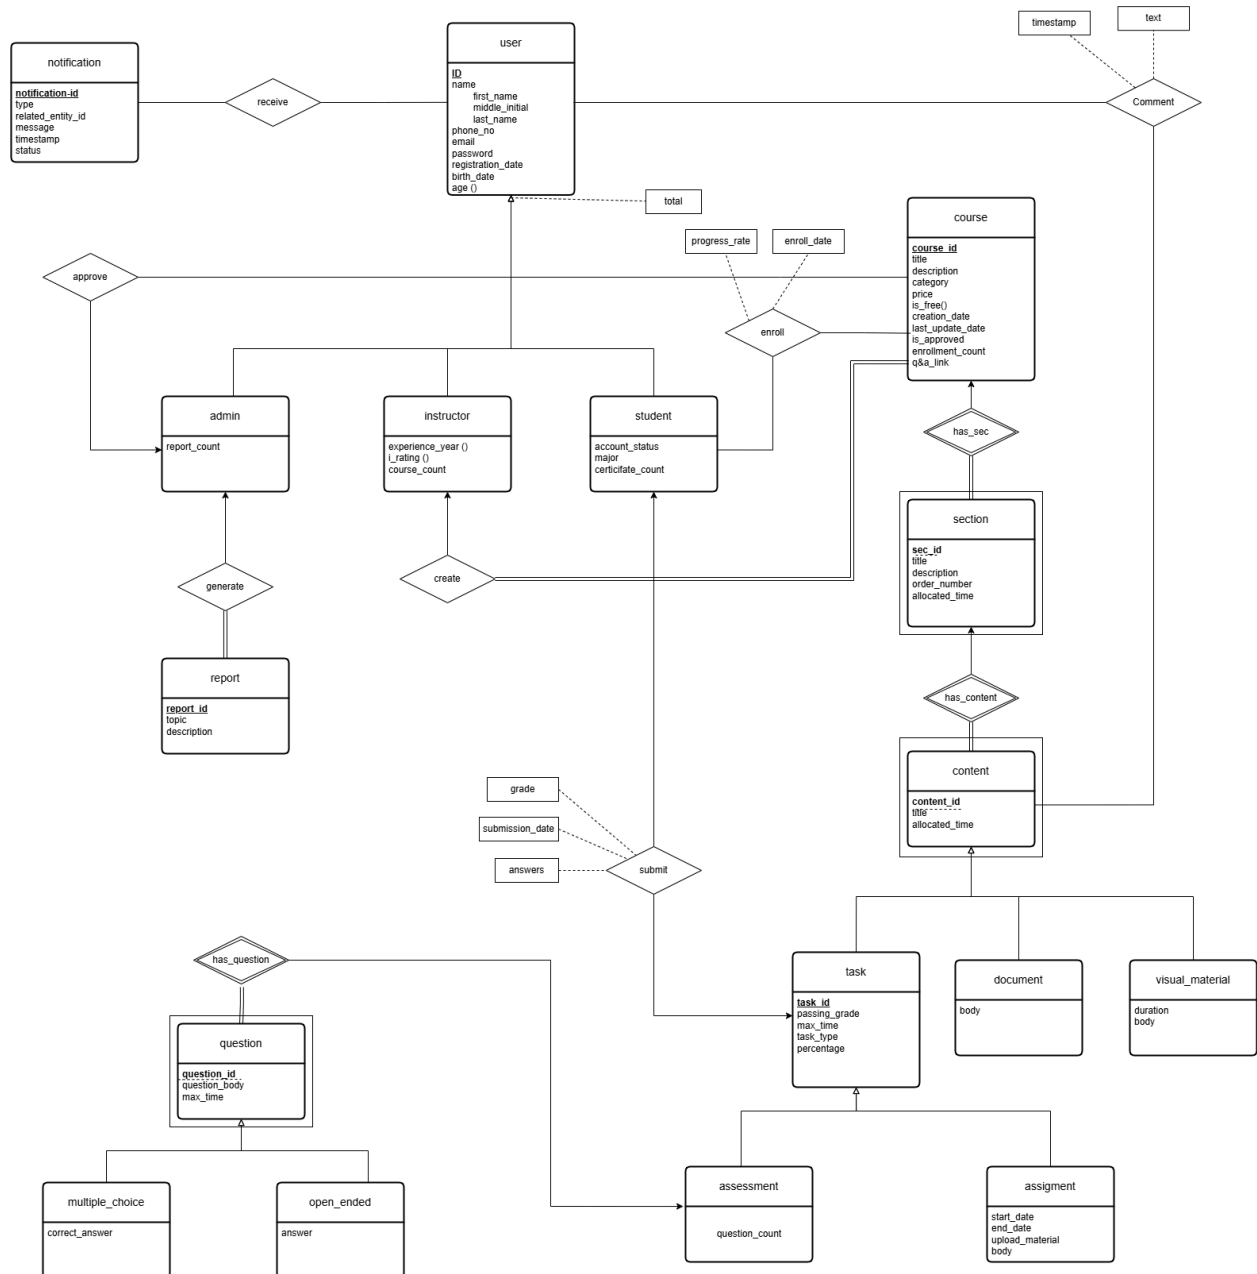 timestamp
text
user
notification
ID
name
first_name
middle_initial
last_name
phone_no
email
password
registration_date
birth_date
age ()
notification-id
type
related_entity_id
message
timestamp
status
receive
Comment
total
course
progress_rate
enroll_date
course_id
title
description
category
price
is_free()
creation_date
last_update_date
is_approved
enrollment_count
q&a_link
approve
enroll
admin
report_count
instructor
experience_year ()
i_rating ()
course_count
student
account_status
major
certicifate_count
has_sec
section
sec_id
title
description
order_number
allocated_time
generate
create
report
report_id
topic
description
has_content
content
content_id
title
allocated_time
grade
submission_date
answers
submit
has_question
task
task_id
passing_grade
max_time
task_type
percentage
document
body
visual_material
duration
body
question
question_id
question_body
max_time
multiple_choice
correct_answer
open_ended
answer
assessment
question_count
assigment
start_date
end_date
upload_material
body